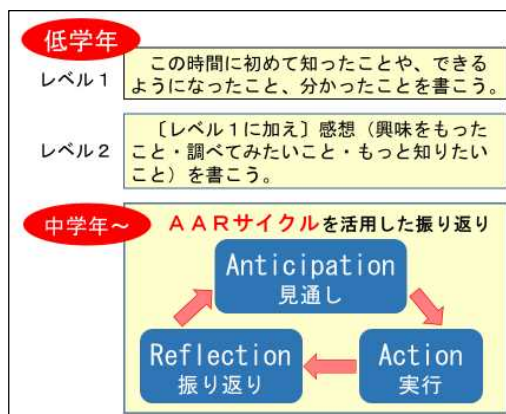 低学年
レベル1
この時間に初めて知ったことや、できる
ようになったこと、分かったことを書こう。
レベル2
〔レベル1に加え〕感想（興味をもった
こと・調べてみたいこと・もっと知りたい
こと）を書こう。
中学年～
AARサイクルを活用した振り返り
Anticipation
見通し
Reflection
振り返り
Action
実行